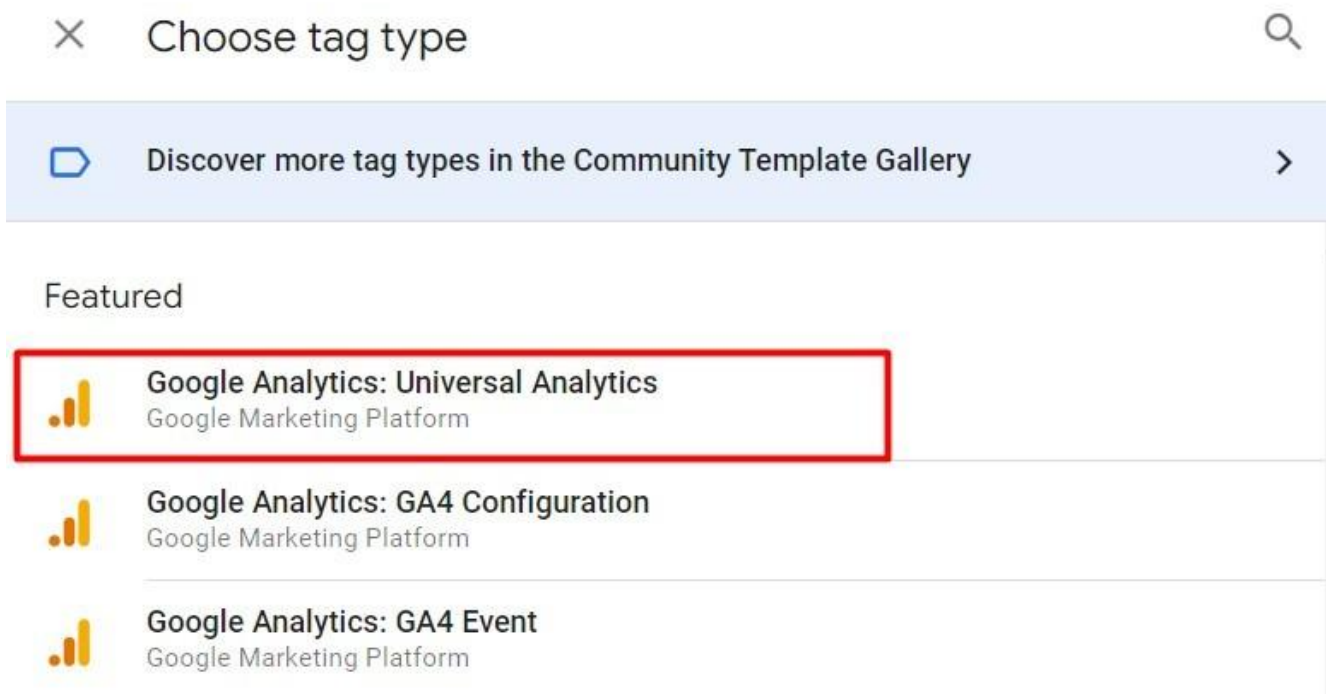 Choose tag type
Discover more tag types in the Community Template Gallery
Featured
Google Analytics: Universal Analytics
Google Marketing Platform
Google Analytics: GA4 Configuration
Google Marketing Platform
Google Analytics: GA4 Event
Google Marketing Platform